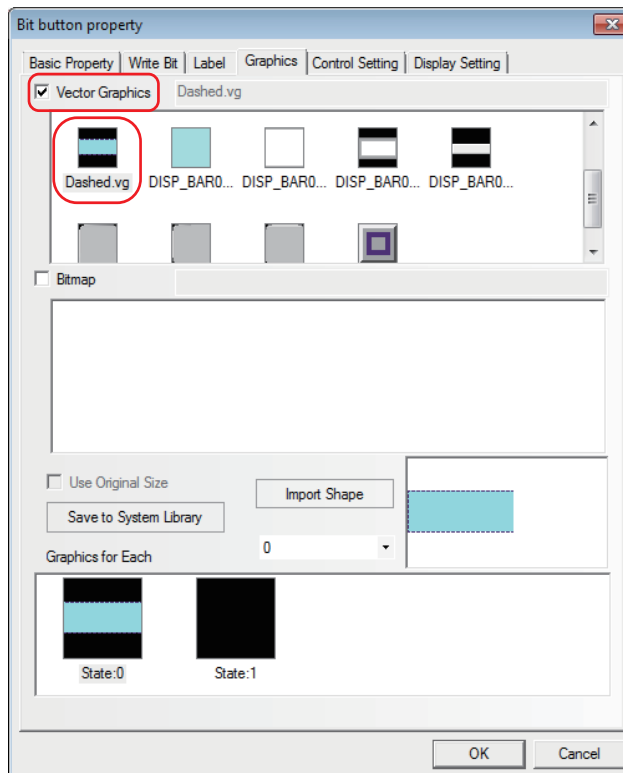 Bit button property
Basic Property Write Bit Label Graphics Control Setting Display Setting
Vector Graphics Dashed.vg
Dashed.vg DISP_BAR0... DISP_BAR0... DISP_BAR0... DISP_BAR0...
Bitmap
Use Original Size
Import Shape
Save to System Library
0
Graphics for Each
State:0 State:1
OK Cancel